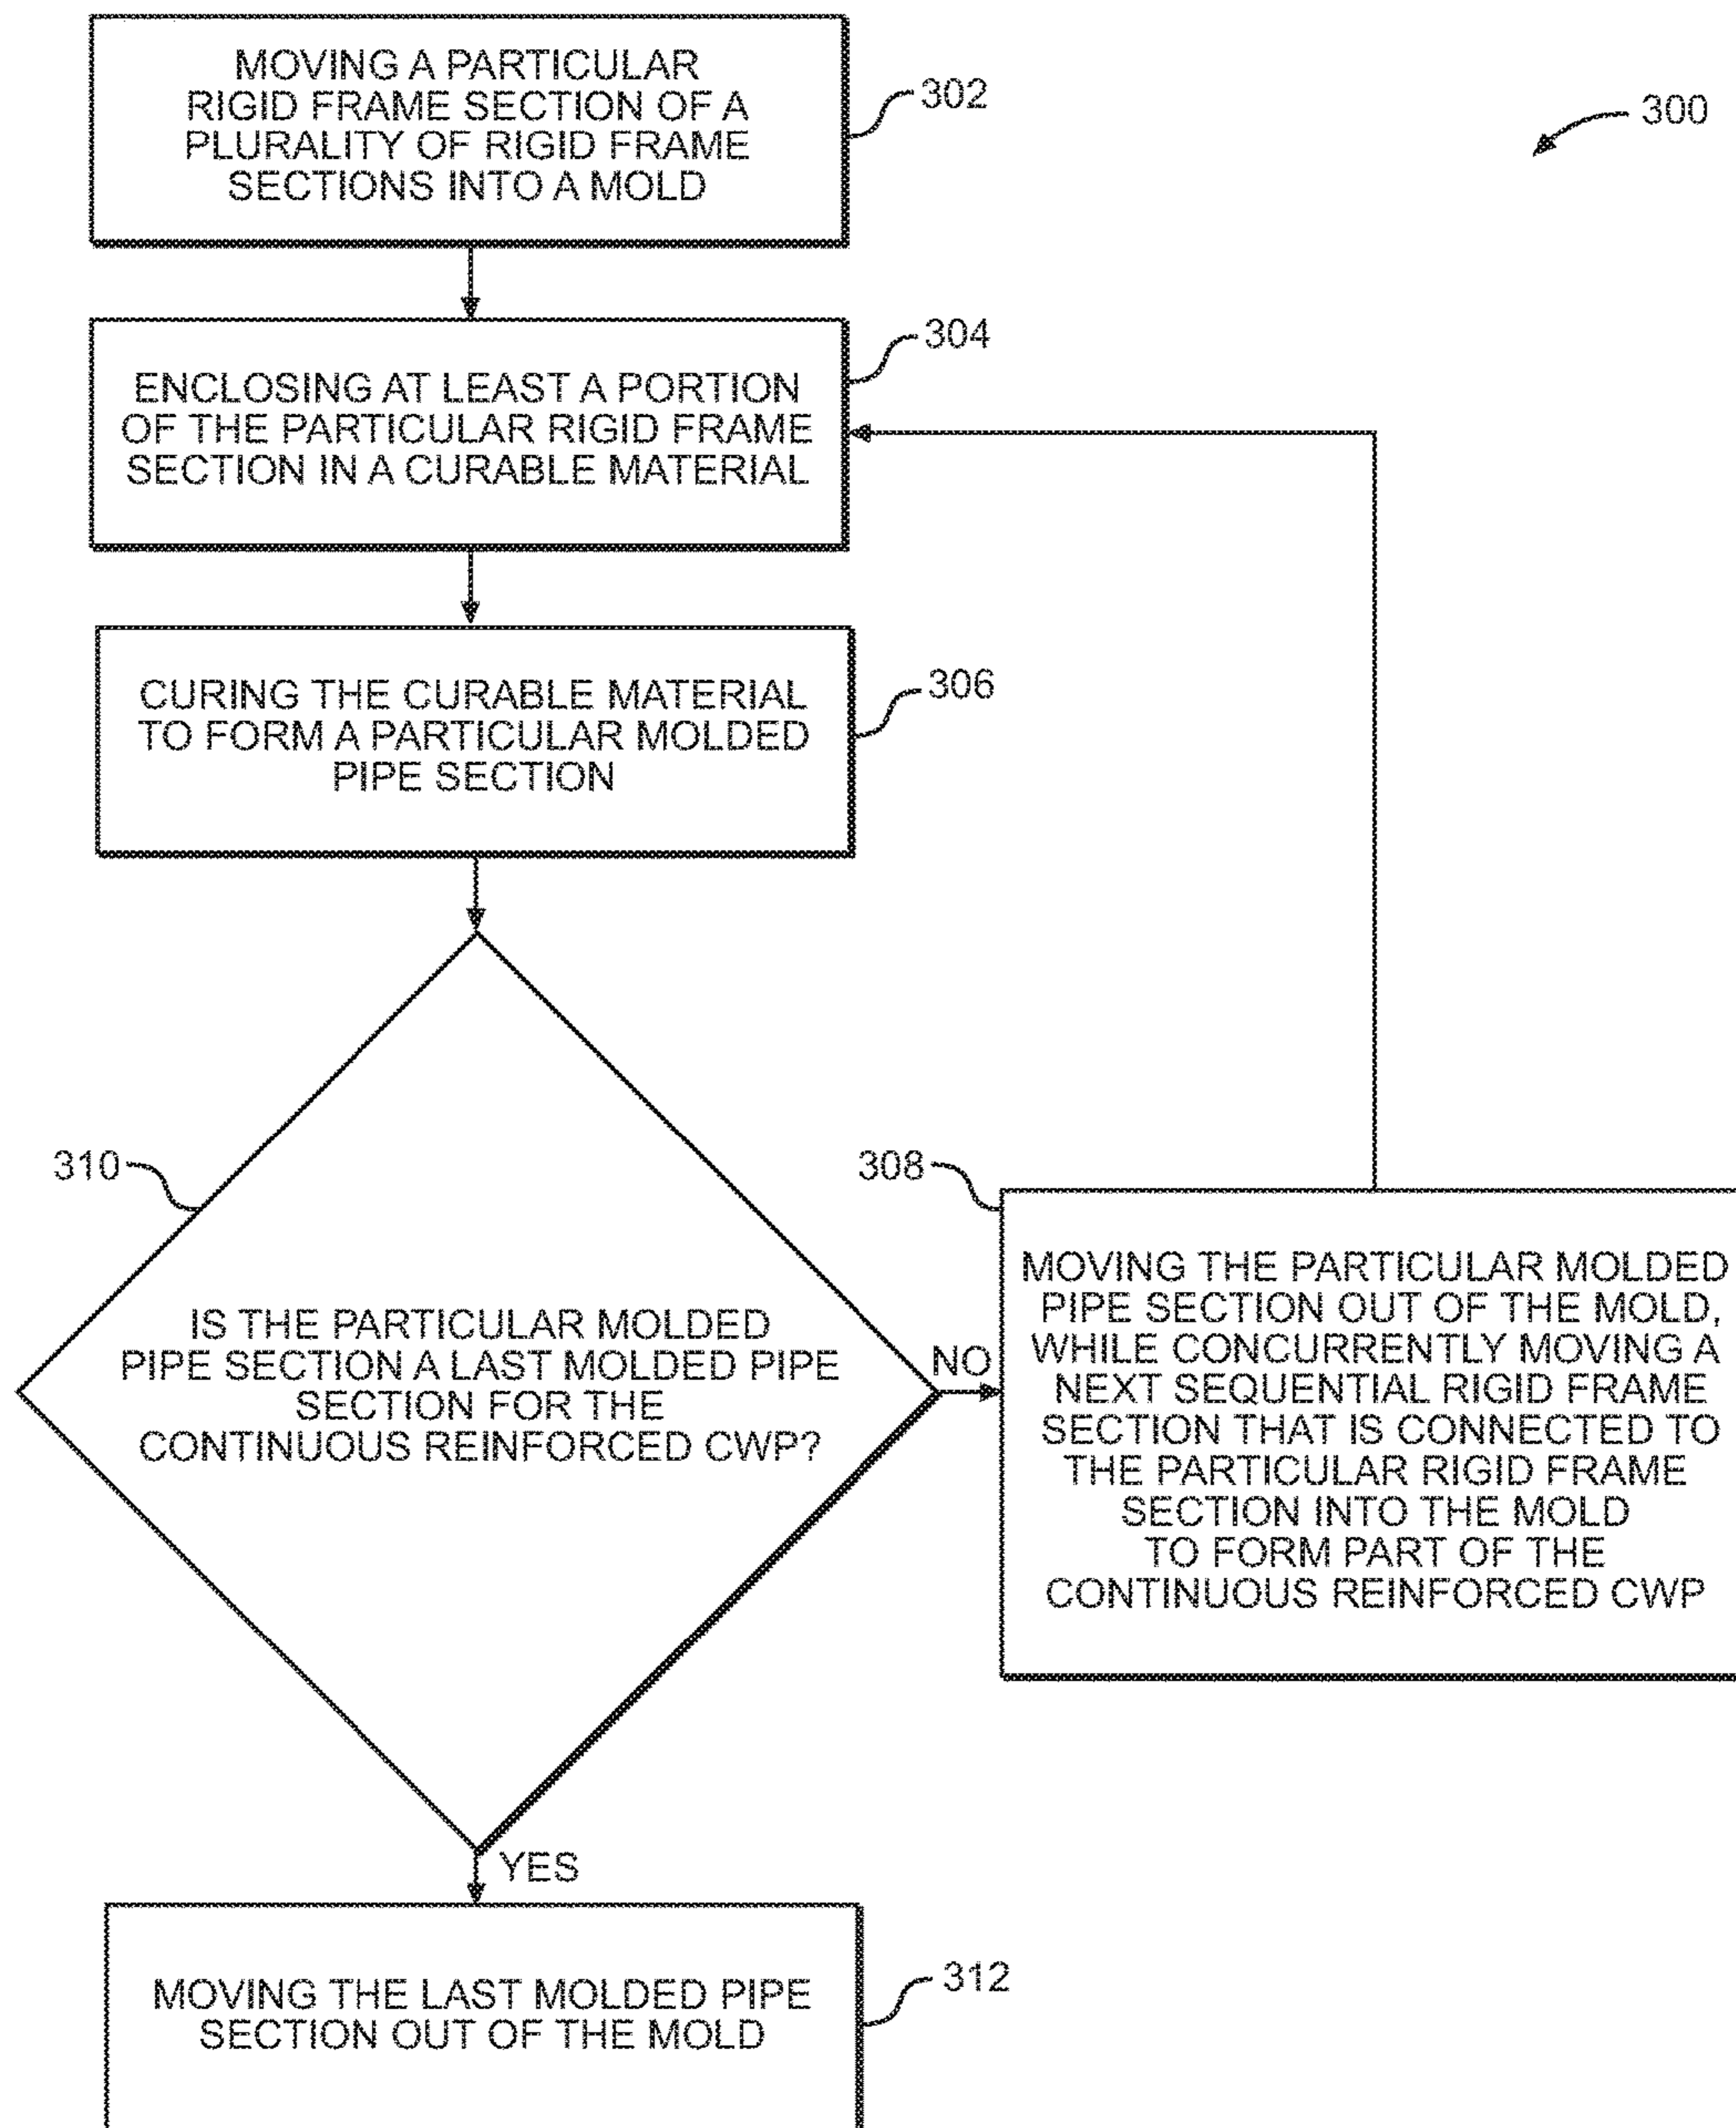 MOVING A PARTICULAR
RIGID FRAME SECTION OF A
PLURALITY OF RIGID FRAME
SECTIONS INTO A MOLD
302
300
ENCLOSING AT LEAST A PORTION
OF THE PARTICULAR RIGID FRAME
SECTION IN A CURABLE MATERIAL
304
CURING THE CURABLE MATERIAL
TO FORM A PARTICULAR MOLDED
PIPE SECTION
306
310
IS THE PARTICULAR MOLDED
PIPE SECTION A LAST MOLDED PIPE
SECTION FOR THE
CONTINUOUS REINFORCED CWP?
NO
308
MOVING THE PARTICULAR MOLDED
PIPE SECTION OUT OF THE MOLD,
WHILE CONCURRENTLY MOVING A
NEXT SEQUENTIAL RIGID FRAME
SECTION THAT IS CONNECTED TO
THE PARTICULAR RIGID FRAME
SECTION INTO THE MOLD
TO FORM PART OF THE
CONTINUOUS REINFORCED CWP
YES
MOVING THE LAST MOLDED PIPE
SECTION OUT OF THE MOLD
312